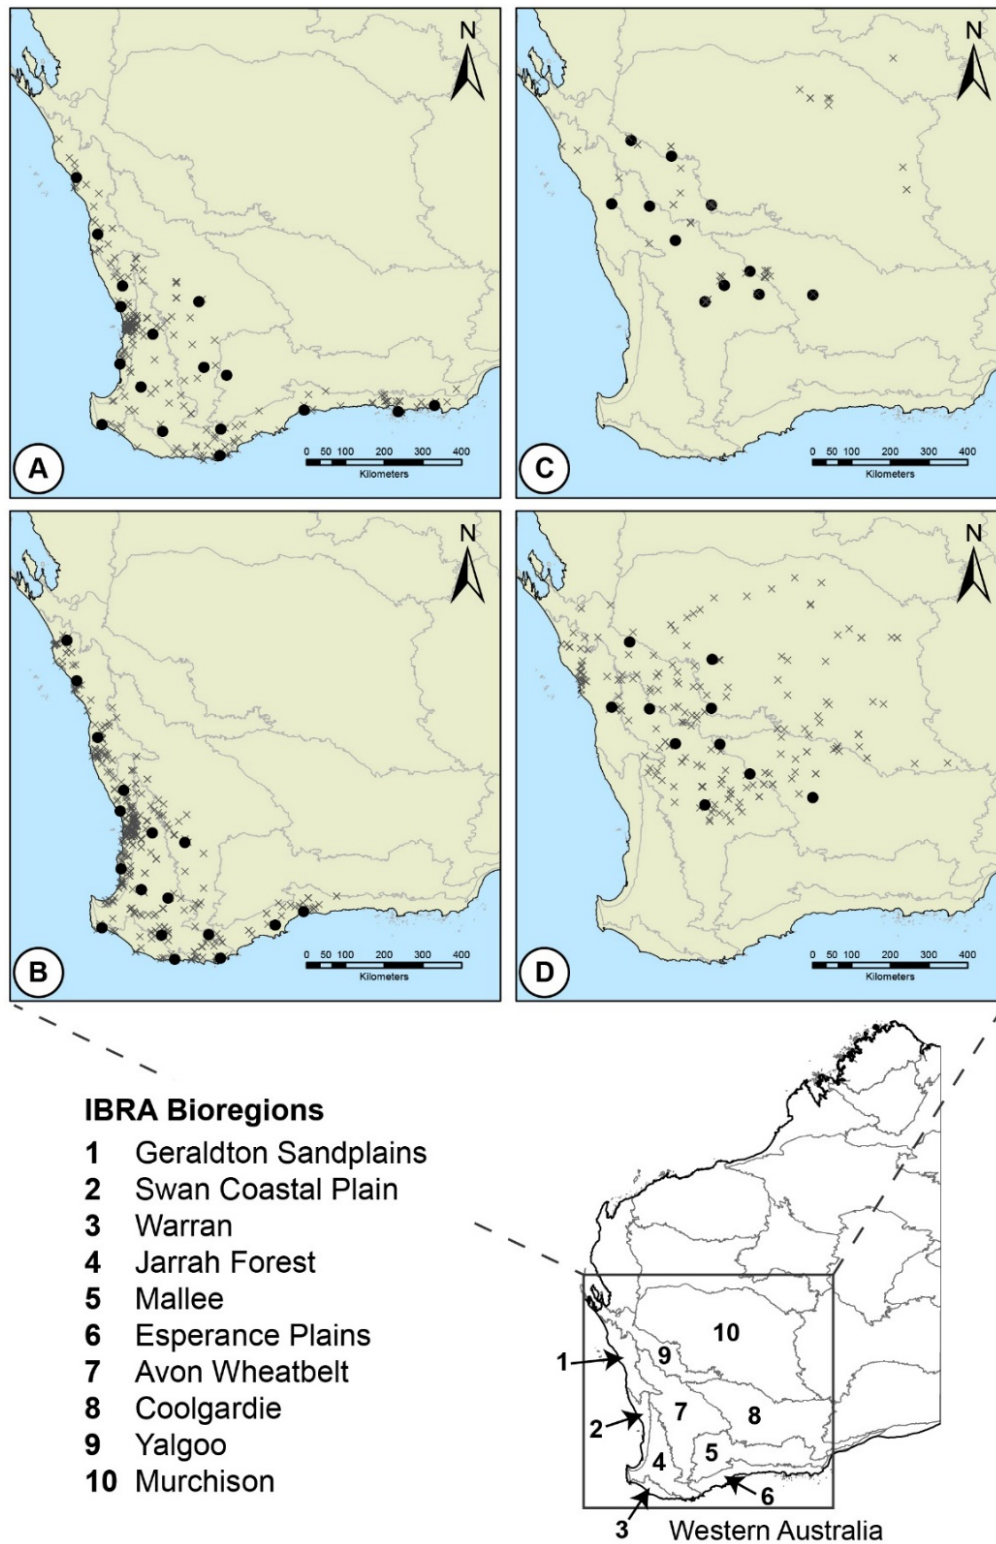 N
N
0 50 100 200 300 400
Kilometers
0 50 100 200 300 400
Kilometers
A
C
N
N
0 50 100 200 300 400
Kilometers
0 50 100 200 300 400
Kilometers
B
D
IBRA Bioregions
1 Geraldton Sandplains
2 Swan Coastal Plain
3 Warran
4 Jarrah Forest
5 Mallee
6 Esperance Plains
7 Avon Wheatbelt
8 Coolgardie
9 Yalgoo
10 Murchison
10
9
1
7
8
2
5
4
6
3
Western Australia